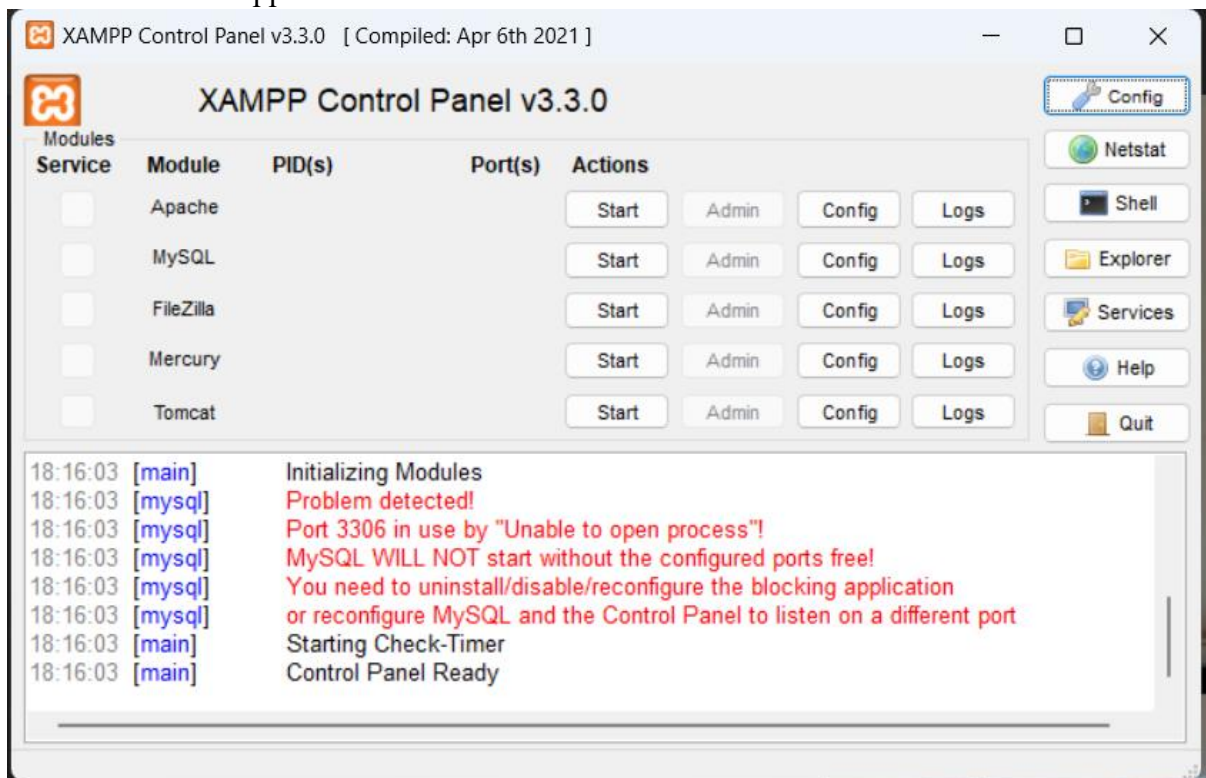 XAMPP Control Panel v3.3.0 [ Compiled: Apr 6th 2021 ]
XAMPP Control Panel v3.3.0
Config
Modules
Netstat
Service Module PID(s) Port(s) Actions
Apache Start Admin Config Logs
Shell
MySQL Start Admin Config Logs
Explorer
FileZilla Start Admin Config Logs
Services
Mercury Start Admin Config Logs
Help
Tomcat Start Admin Config Logs
Quit
18:16:03 [main] Initializing Modules
18:16:03 [mysql] Problem detected!
18:16:03 [mysql] Port 3306 in use by "Unable to open process"!
18:16:03 [mysql] MySQL WILL NOT start without the configured ports free!
18:16:03 [mysql] You need to uninstall/disable/reconfigure the blocking application
18:16:03 [mysql] or reconfigure MySQL and the Control Panel to listen on a different port
18:16:03 [main] Starting Check-Timer
18:16:03 [main] Control Panel Ready